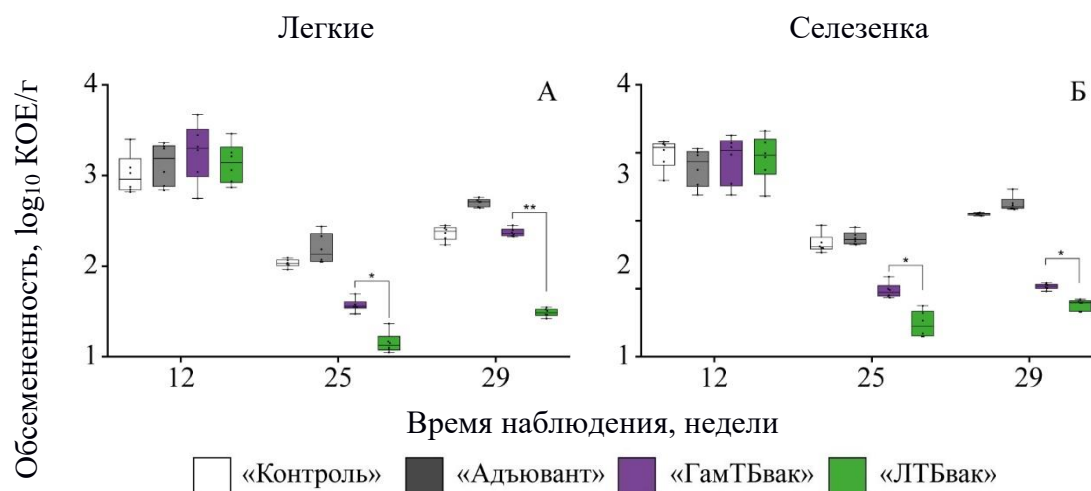 Легкие
Селезенка
Обсемененность, log₁₀ КОЕ/г
4
3
2
1
А
**
*
12
25
29
4
3
2
1
Б
*
*
12
25
29
Время наблюдения, недели
«Контроль» «Адъювант» «ГамТБвак» «ЛТБвак»